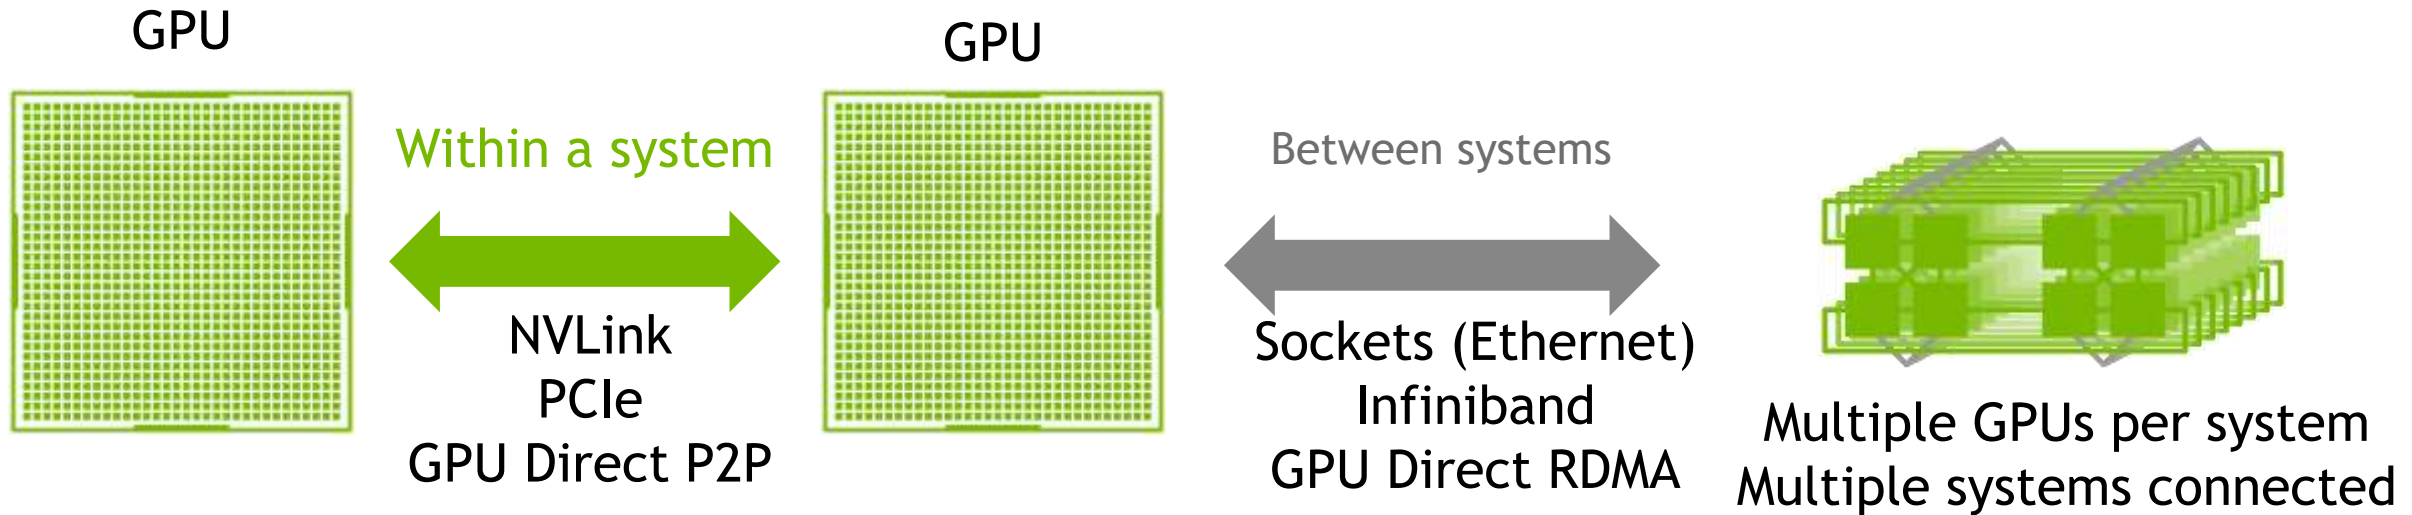 GPU
GPU
Within a system
NVLink
PCIe
GPU Direct P2P
Between systems
Sockets (Ethernet)
Infiniband
GPU Direct RDMA
Multiple GPUs per system
Multiple systems connected